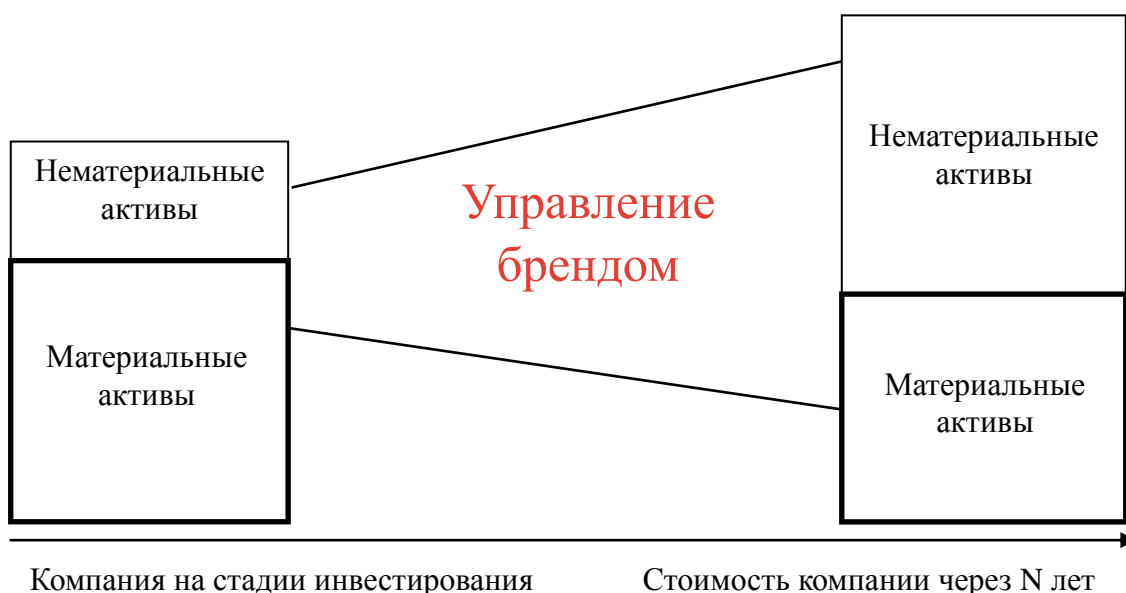 Нематериальные
активы
Материальные
активы
Управление
брендом
Нематериальные
активы
Материальные
активы
Компания на стадии инвестирования
Стоимость компании через N лет